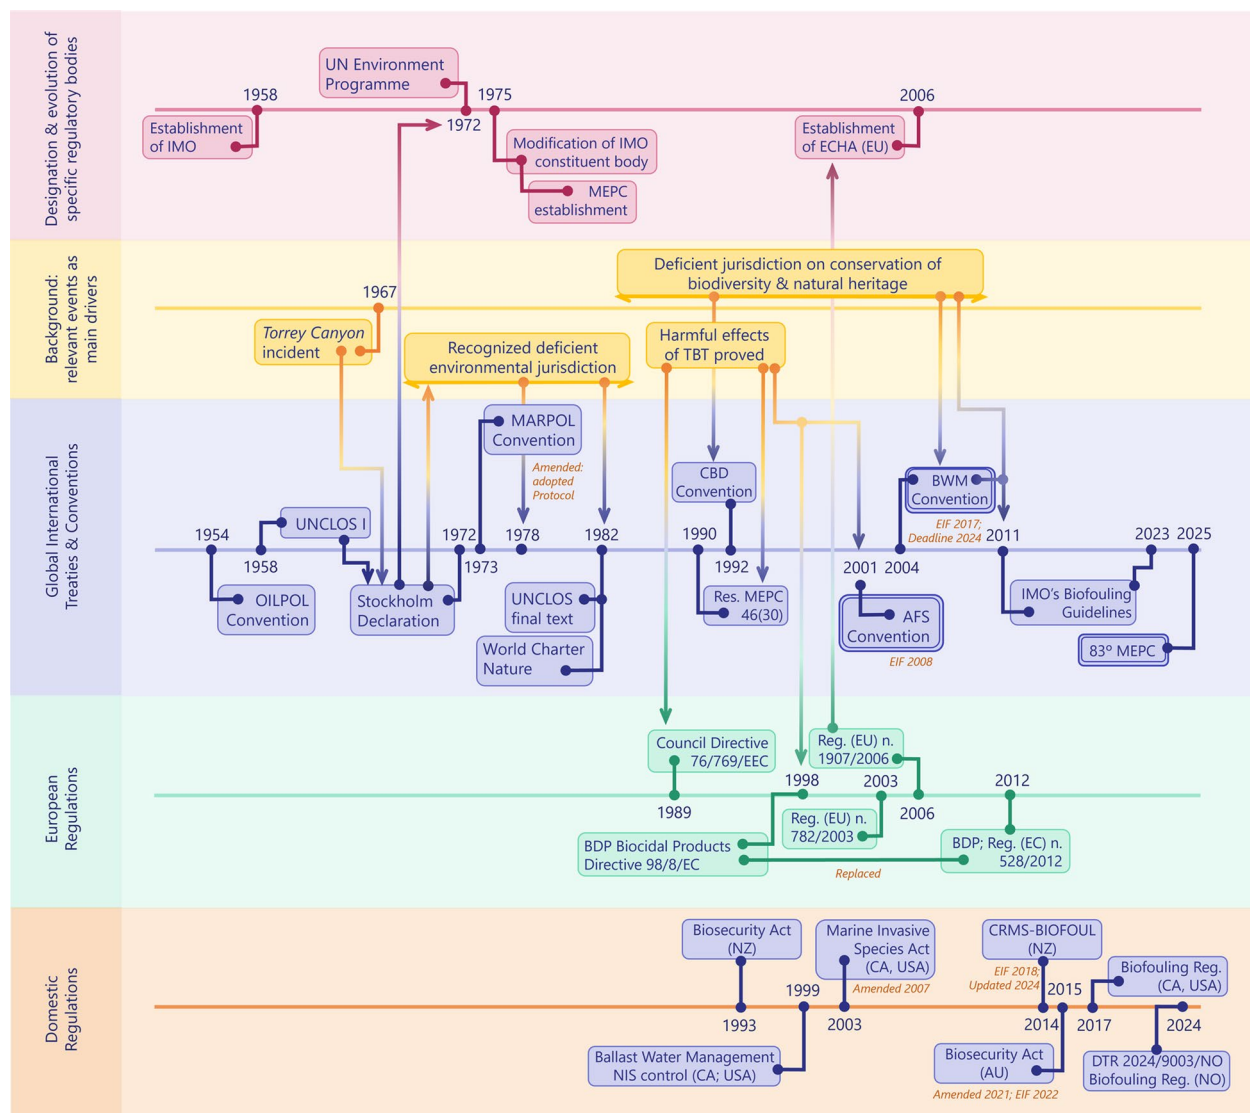 Designation & evolution of
specific regulatory bodies
UN Environment
Programme
1958
1975
2006
1972
Establishment
of IMO
Modification of IMO
constituent body
MEPC
establishment
Establishment
of ECHA (EU)
Background:
relevant events as
main drivers
Deficient jurisdiction on conservation of
biodiversity & natural heritage
1967
Torrey Canyon
incident
Recognized deficient
environmental jurisdiction
Harmful effects
of TBT proved
Global International
Treaties & Conventions
MARPOL
Convention
Amended:
adopted
Protocol
CBD
Convention
BWM
Convention
EIF 2017;
Deadline 2024
UNCLOS I
1954
1958
1972
1973
1978
1982
1990
1992
2001
2004
2011
2023
2025
OILPOL
Convention
Stockholm
Declaration
UNCLOS
final text
World Charter
Nature
Res. MEPC
46(30)
AFS
Convention
EIF 2008
IMO's Biofouling
Guidelines
83º MEPC
European
Regulations
Council Directive
76/769/EEC
Reg. (EU) n.
1907/2006
1989
1998
2003
2006
2012
Reg. (EU) n.
782/2003
BDP Biocidal Products
Directive 98/8/EC
Replaced
BDP; Reg. (EC) n.
528/2012
Domestic
Regulations
Biosecurity Act
(NZ)
Marine Invasive
Species Act
(CA, USA)
Amended 2007
CRMS-BIOFOUL
(NZ)
EIF 2018;
Updated 2024
Biofouling Reg.
(CA, USA)
1993
1999
2003
2014
2015
2017
2024
Ballast Water Management
NIS control (CA; USA)
Biosecurity Act
(AU)
Amended 2021; EIF 2022
DTR 2024/9003/NO
Biofouling Reg. (NO)